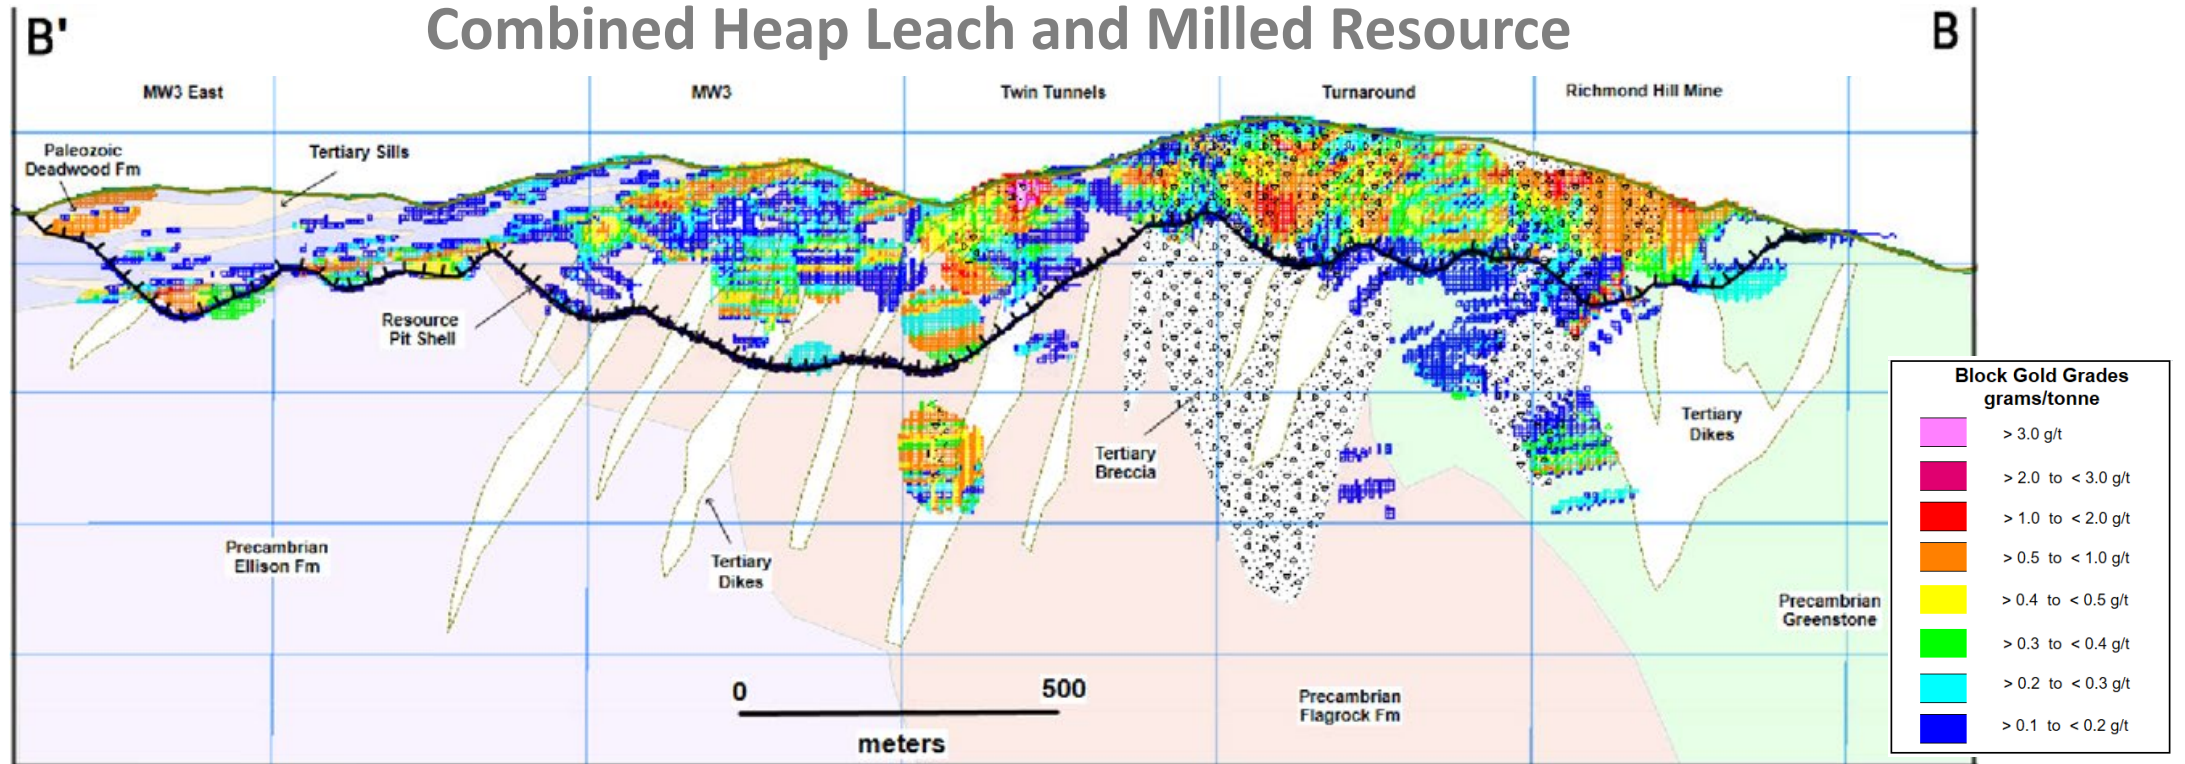 Combined Heap Leach and Milled Resource
B'
B
MW3 East
MW3
Twin Tunnels
Turnaround
Richmond Hill Mine
Paleozoic
Deadwood Fm
Tertiary Sills
Resource
Pit Shell
Tertiary
Breccia
Tertiary
Dikes
Tertiary
Dikes
Precambrian
Ellison Fm
Precambrian
Greenstone
Precambrian
Flagrock Fm
0
500
meters
Block Gold Grades
grams/tonne
> 3.0 g/t
> 2.0 to < 3.0 g/t
> 1.0 to < 2.0 g/t
> 0.5 to < 1.0 g/t
> 0.4 to < 0.5 g/t
> 0.3 to < 0.4 g/t
> 0.2 to < 0.3 g/t
> 0.1 to < 0.2 g/t